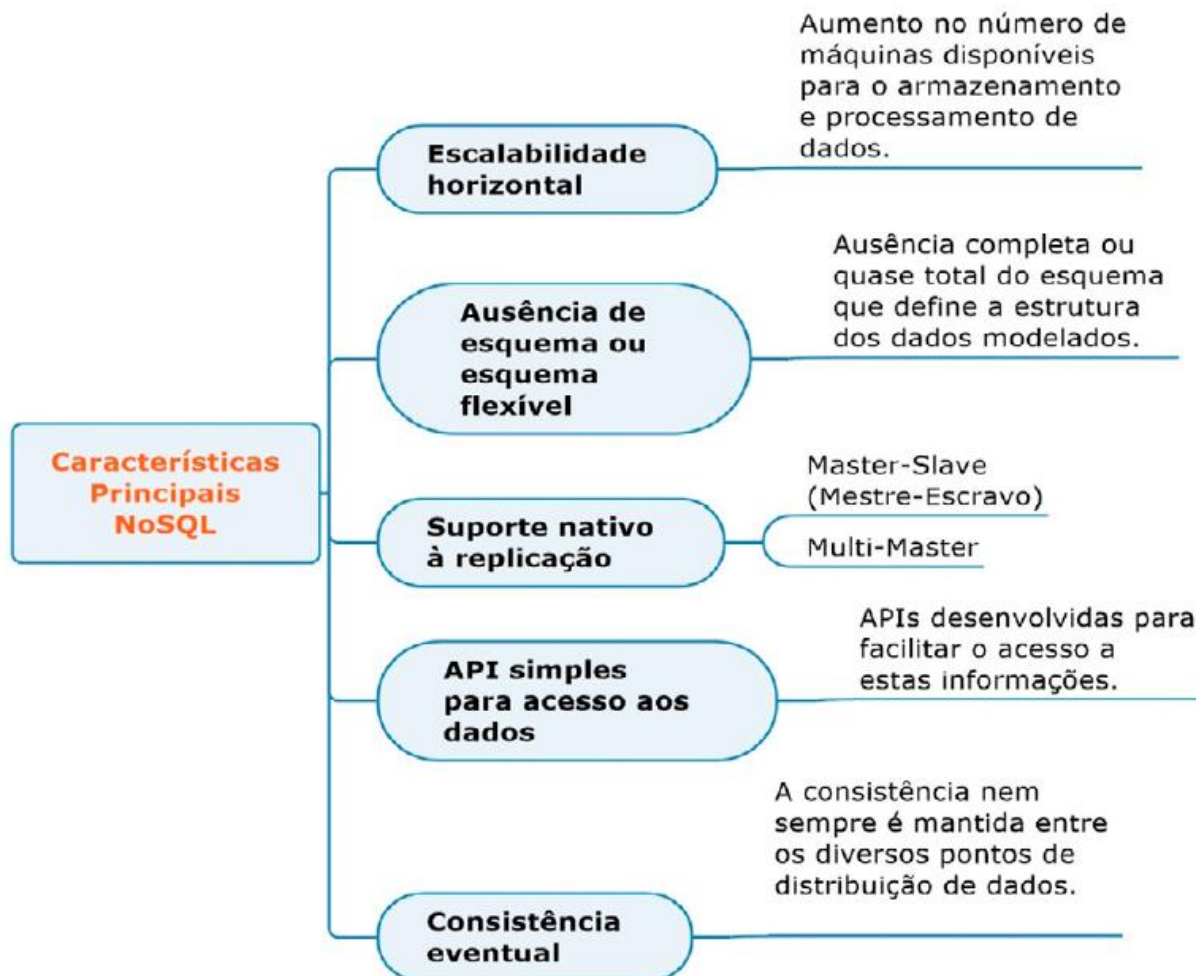 Características
Principais
NoSQL
Escalabilidade
horizontal
Aumento no número de
máquinas disponíveis
para o armazenamento
e processamento de
dados.
Ausência de
esquema ou
esquema
flexível
Ausência completa ou
quase total do esquema
que define a estrutura
dos dados modelados.
Suporte nativo
à replicação
Master-Slave
(Mestre-Escravo)
Multi-Master
API simples
para acesso aos
dados
APIs desenvolvidas para
facilitar o acesso a
estas informações.
Consistência
eventual
A consistência nem
sempre é mantida entre
os diversos pontos de
distribuição de dados.